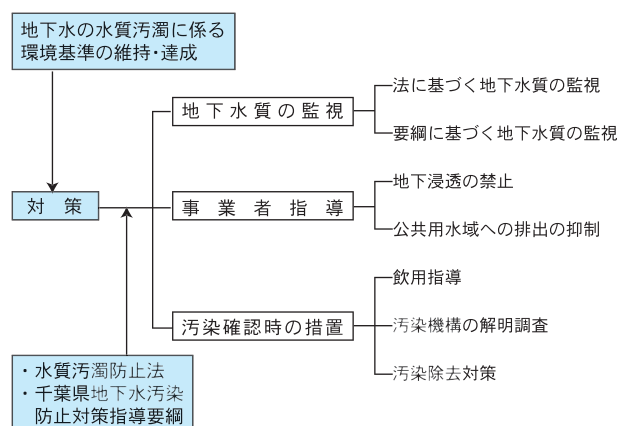 地下水の水質汚濁に係る
環境基準の維持・達成
対策
地下水質の監視
法に基づく地下水質の監視
要綱に基づく地下水質の監視
事業者指導
地下浸透の禁止
公共用水域への排出の抑制
汚染確認時の措置
飲用指導
汚染機構の解明調査
汚染除去対策
・水質汚濁防止法
・千葉県地下水汚染
防止対策指導要綱